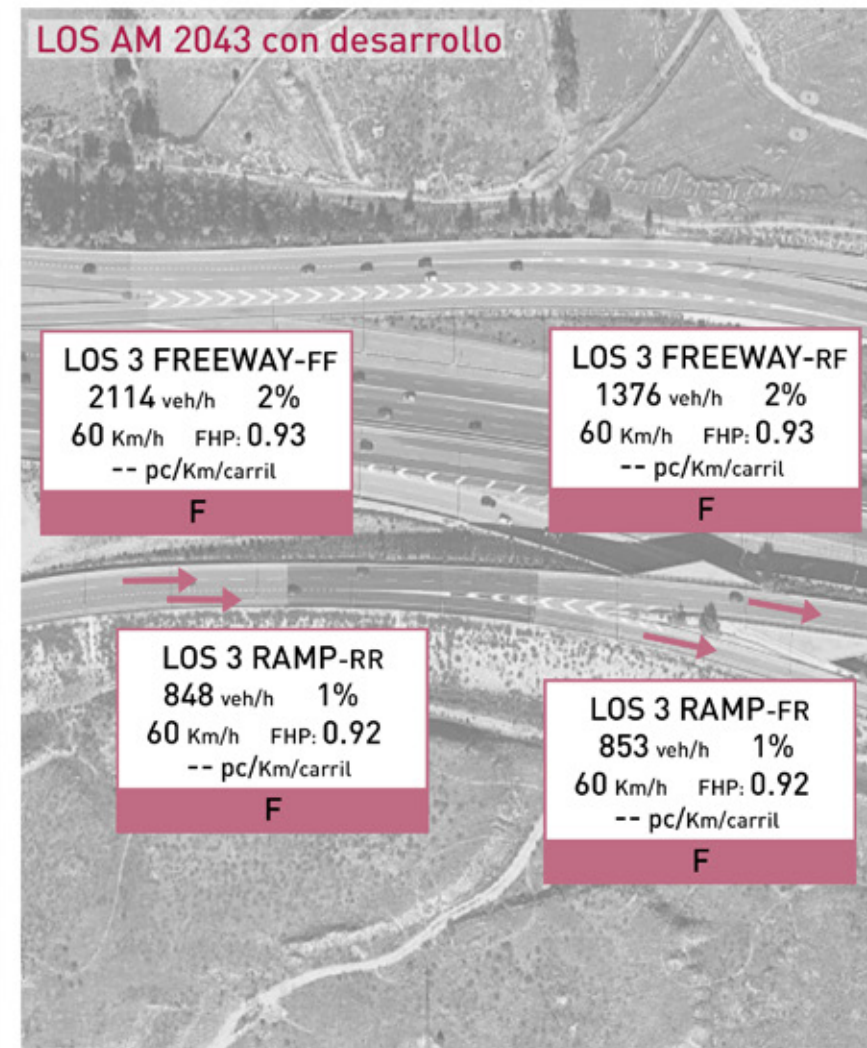 LOS AM 2043 con desarrollo
LOS 3 FREEWAY-FF
2114 veh/h 2%
60 Km/h FHP: 0.93
-- pc/Km/carril
F
LOS 3 FREEWAY-RF
1376 veh/h 2%
60 Km/h FHP: 0.93
-- pc/Km/carril
F
LOS 3 RAMP-RR
848 veh/h 1%
60 Km/h FHP: 0.92
-- pc/Km/carril
F
LOS 3 RAMP-FR
853 veh/h 1%
60 Km/h FHP: 0.92
-- pc/Km/carril
F